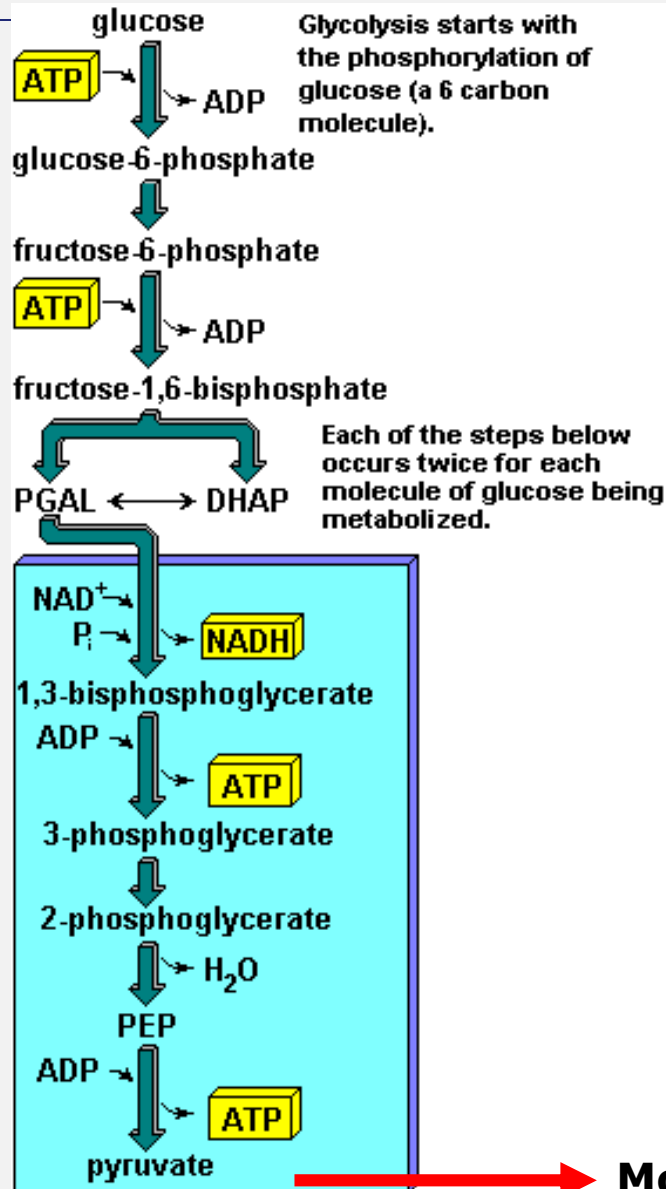 glucose
Glycolysis starts with
the phosphorylation of
glucose (a 6 carbon
molecule).
ATP
ADP
glucose-6-phosphate
fructose-6-phosphate
ATP
ADP
fructose-1,6-bisphosphate
Each of the steps below
occurs twice for each
molecule of glucose being
metabolized.
PGAL DHAP
NAD+
Pi NADH
1,3-bisphosphoglycerate
ADP
ATP
3-phosphoglycerate
2-phosphoglycerate
H2O
PEP
ADP
ATP
pyruvate